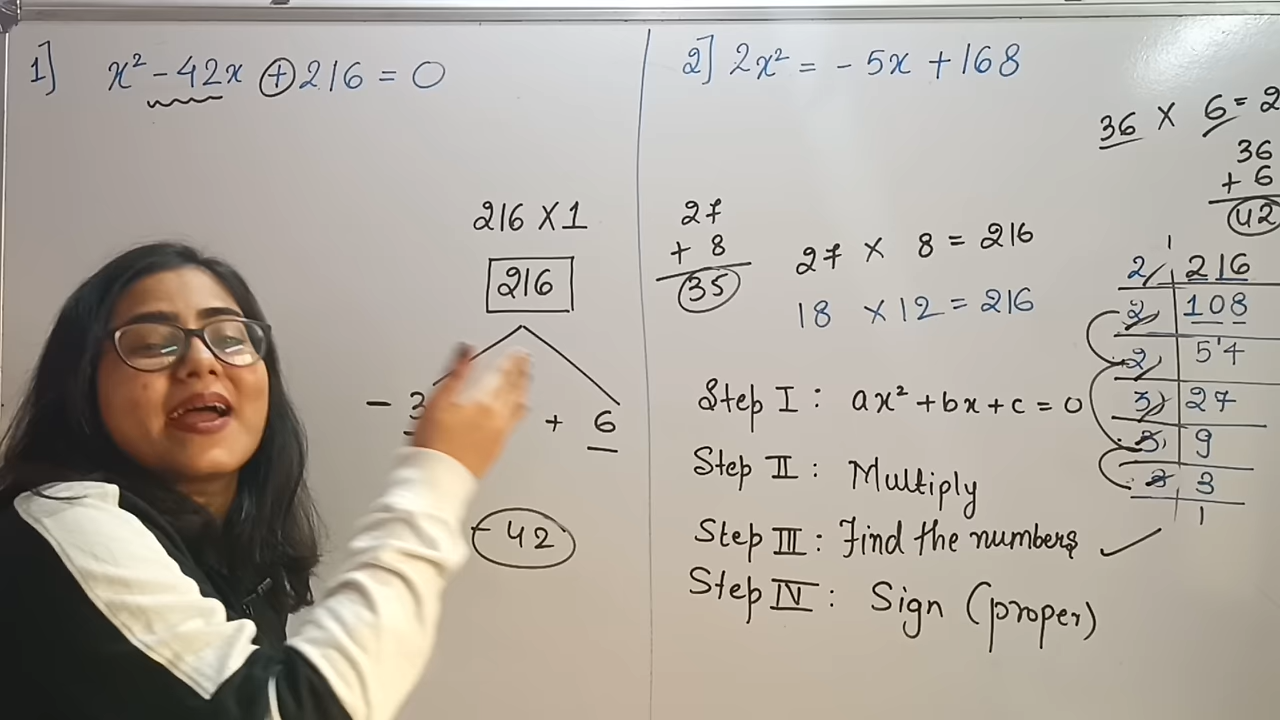 1] x² - 42x + 216 = 0
216 X 1
216
- 3 + 6
- 42
2] 2x² = - 5x + 168
27
+ 8
35
27 X 8 = 216
18 X 12 = 216
Step I : ax² + bx + c = 0
Step II : Multiply
Step III : Find the numbers
Step IV : Sign (proper)
36 X 6 = 2
36
+ 6
42
1
2 216
2 108
2 54
3 27
3 9
3 3
1